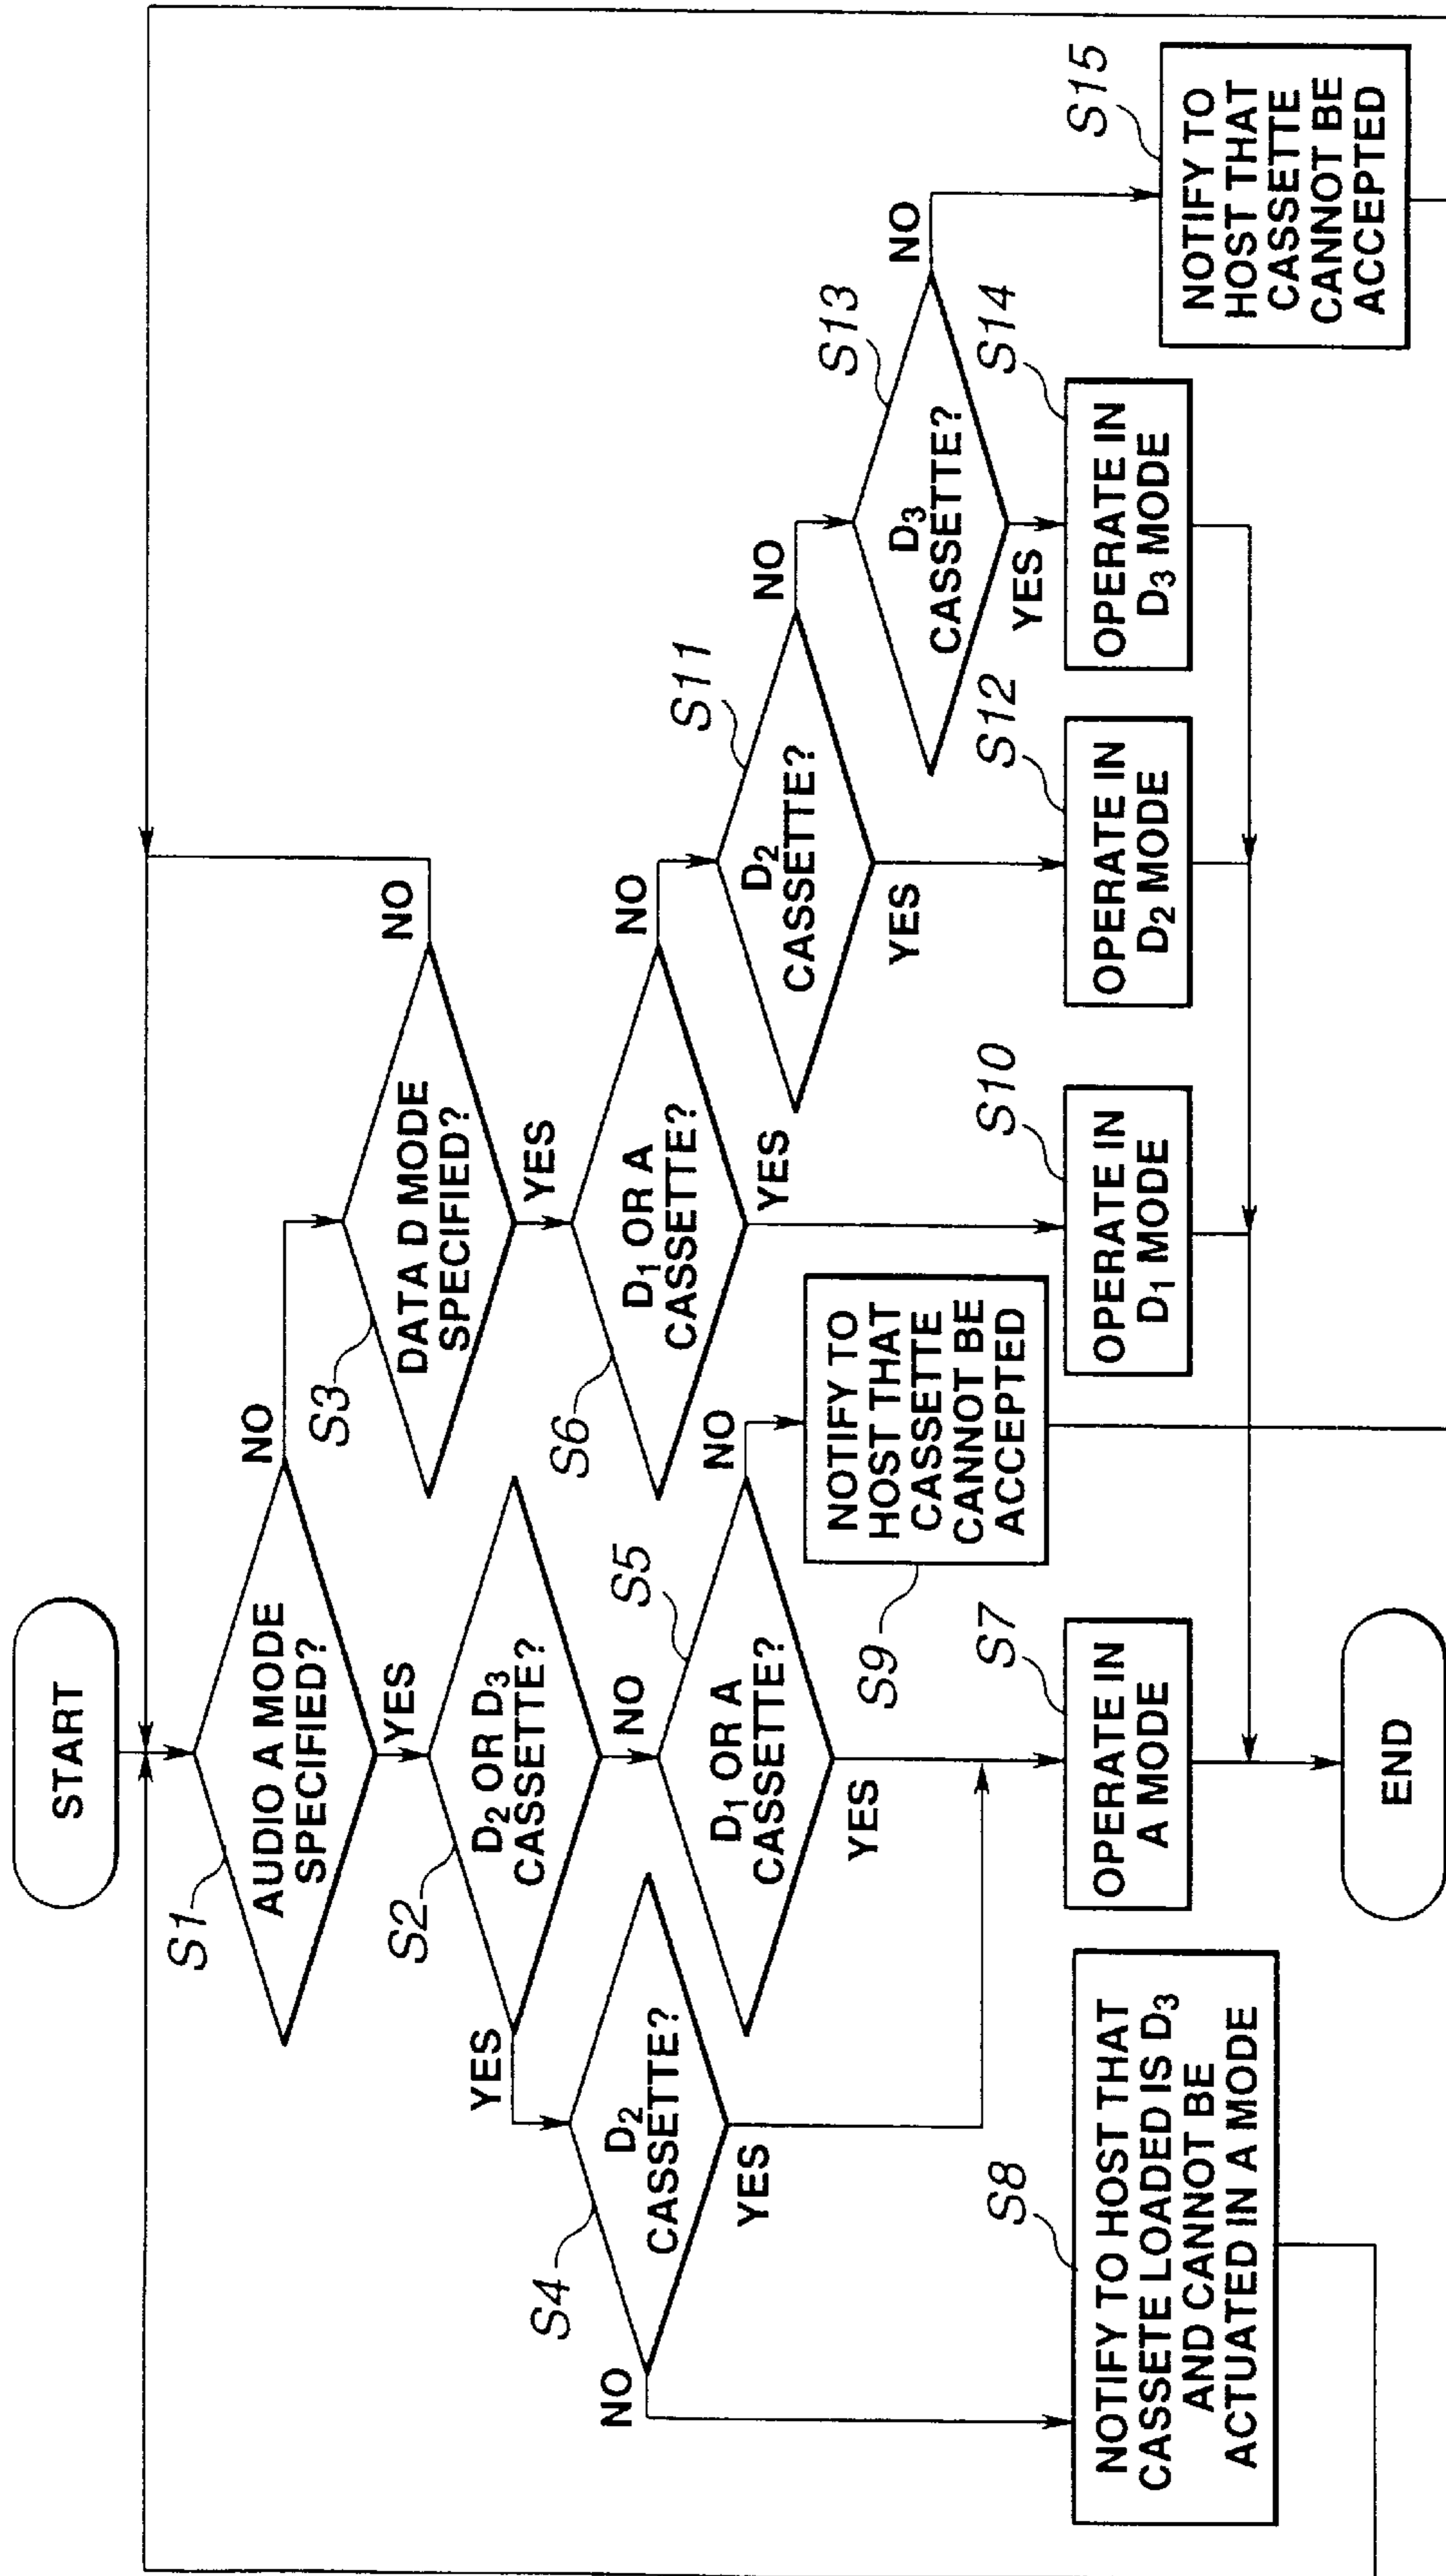 START
S1
AUDIO A MODE
SPECIFIED?
NO
YES
S3
DATA D MODE
SPECIFIED?
NO
YES
S2
D2 OR D3
CASSETTE?
YES
NO
S4
D2
CASSETTE?
NO
YES
S5
D1 OR A
CASSETTE?
NO
YES
S6
D1 OR A
CASSETTE?
NO
YES
S11
D2
CASSETTE?
NO
YES
S13
D3
CASSETTE?
NO
YES
S9
NOTIFY TO
HOST THAT
CASSETTE
CANNOT BE
ACCEPTED
S8
NOTIFY TO HOST THAT
CASSETE LOADED IS D3
AND CANNOT BE
ACTUATED IN A MODE
S7
OPERATE IN
A MODE
S10
OPERATE IN
D1 MODE
S12
OPERATE IN
D2 MODE
S14
OPERATE IN
D3 MODE
S15
NOTIFY TO
HOST THAT
CASSETTE
CANNOT BE
ACCEPTED
END